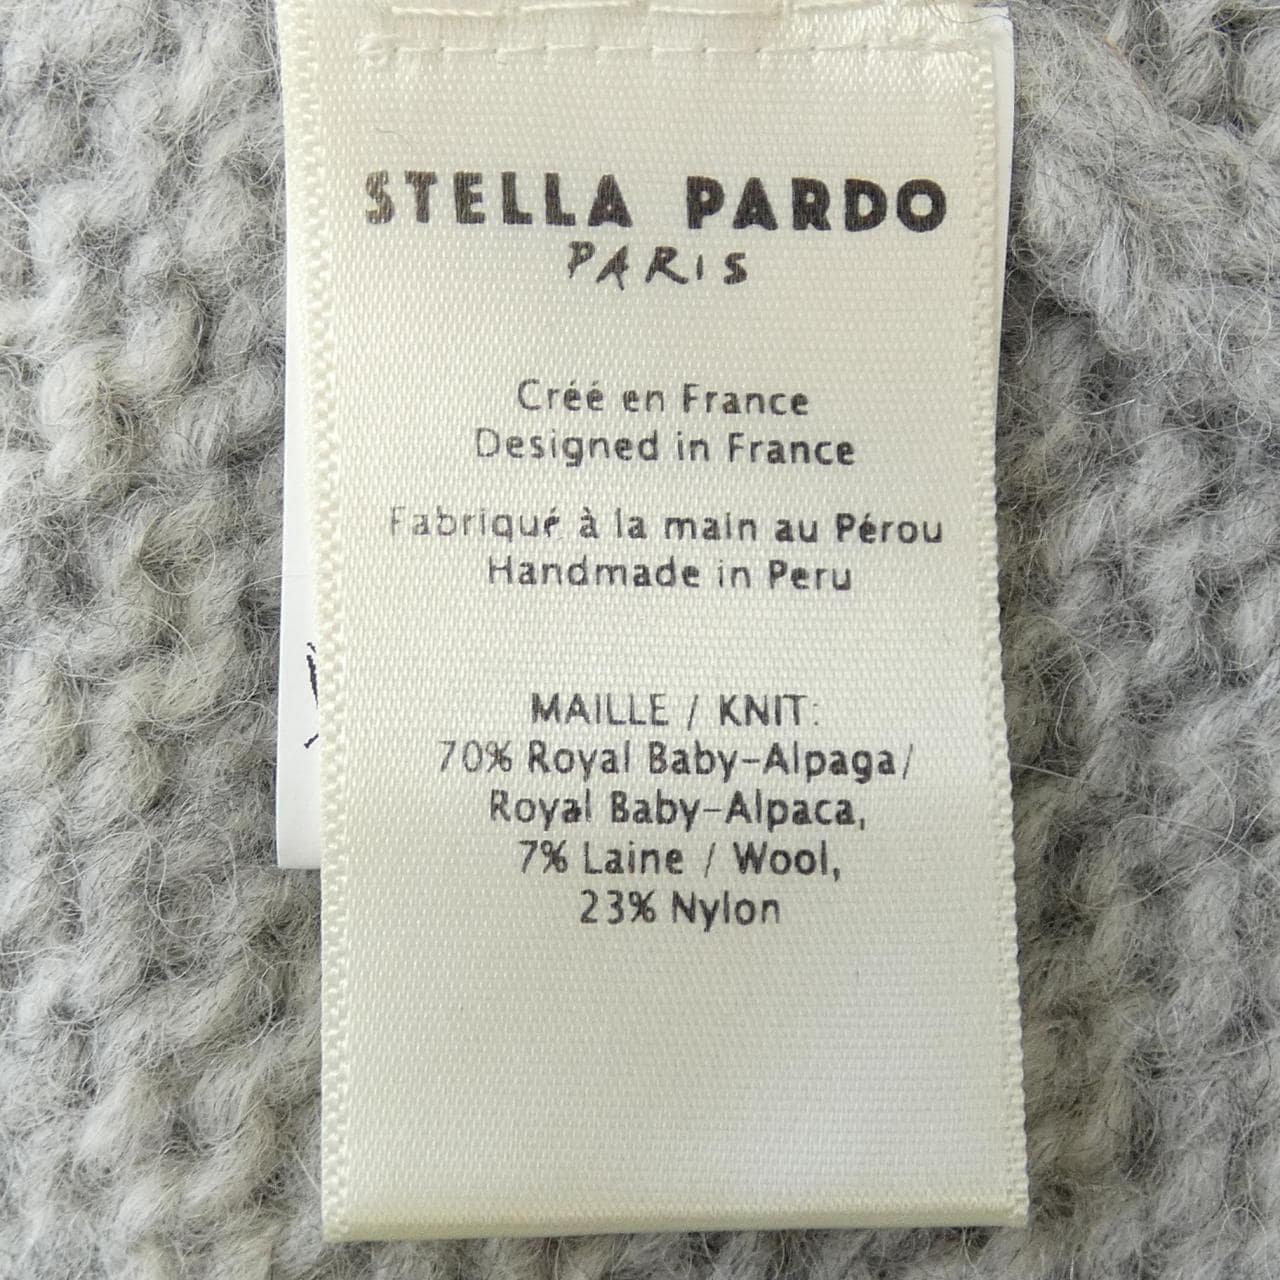 STELLA PARDO
PARIS
Créé en France
Designed in France
Fabriqué à la main au Pérou
Handmade in Peru
MAILLE / KNIT:
70% Royal Baby-Alpaga/
Royal Baby-Alpaca,
7% Laine / Wool,
23% Nylon